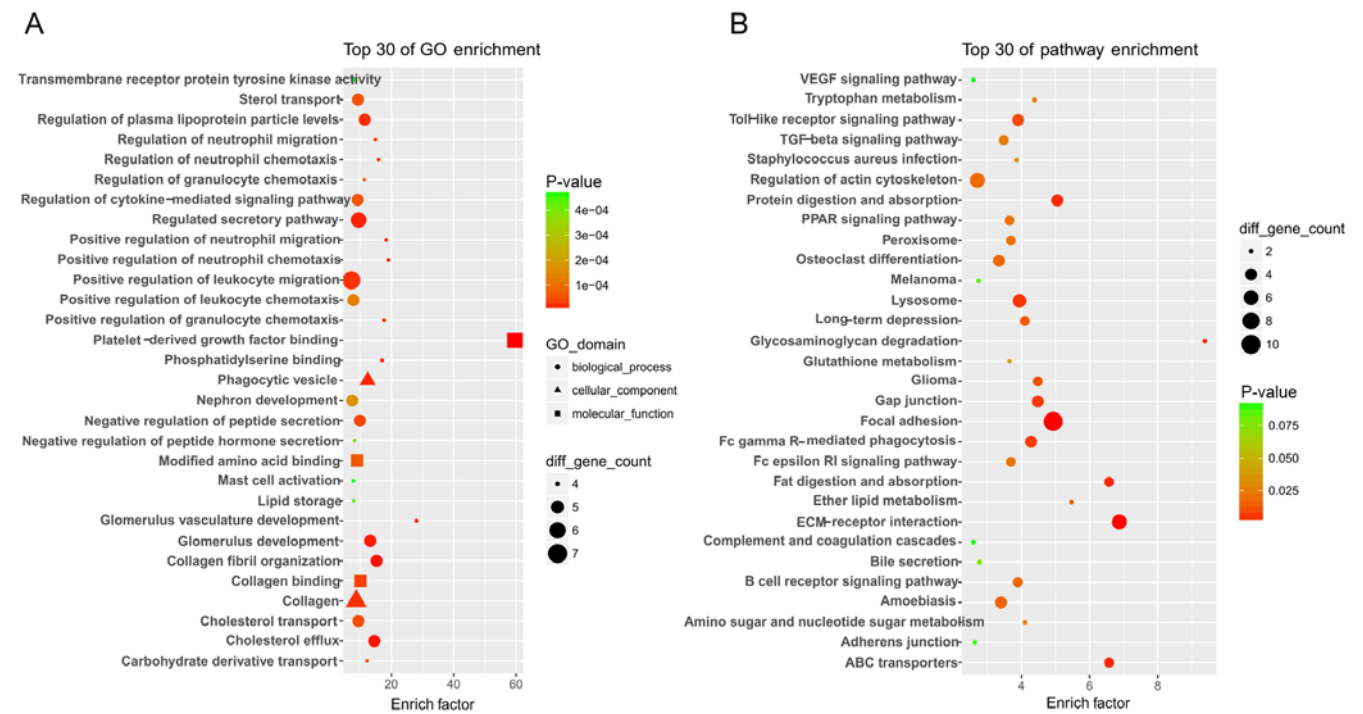 A
Top 30 of GO enrichment
Transmembrane receptor protein tyrosine kinase activity
Sterol transport
Regulation of plasma lipoprotein particle levels
Regulation of neutrophil migration
Regulation of neutrophil chemotaxis
Regulation of granulocyte chemotaxis
Regulation of cytokine-mediated signaling pathway
Regulated secretory pathway
Positive regulation of neutrophil migration
Positive regulation of neutrophil chemotaxis
Positive regulation of leukocyte migration
Positive regulation of leukocyte chemotaxis
Positive regulation of granulocyte chemotaxis
Platelet-derived growth factor binding
Phosphatidylserine binding
Phagocytic vesicle
Nephron development
Negative regulation of peptide secretion
Negative regulation of peptide hormone secretion
Modified amino acid binding
Mast cell activation
Lipid storage
Glomerulus vasculature development
Glomerulus development
Collagen fibril organization
Collagen binding
Collagen
Cholesterol transport
Cholesterol efflux
Carbohydrate derivative transport
20 40 60
Enrich factor
P-value
4e-04
3e-04
2e-04
1e-04
GO_domain
biological_process
cellular_component
molecular_function
diff_gene_count
4
5
6
7
B
Top 30 of pathway enrichment
VEGF signaling pathway
Tryptophan metabolism
Toll-like receptor signaling pathway
TGF-beta signaling pathway
Staphylococcus aureus infection
Regulation of actin cytoskeleton
Protein digestion and absorption
PPAR signaling pathway
Peroxisome
Osteoclast differentiation
Melanoma
Lysosome
Long-term depression
Glycosaminoglycan degradation
Glutathione metabolism
Glioma
Gap junction
Focal adhesion
Fc gamma R-mediated phagocytosis
Fc epsilon RI signaling pathway
Fat digestion and absorption
Ether lipid metabolism
ECM-receptor interaction
Complement and coagulation cascades
Bile secretion
B cell receptor signaling pathway
Amoebiasis
Amino sugar and nucleotide sugar metabolism
Adherens junction
ABC transporters
4 6 8
Enrich factor
diff_gene_count
2
4
6
8
10
P-value
0.075
0.050
0.025